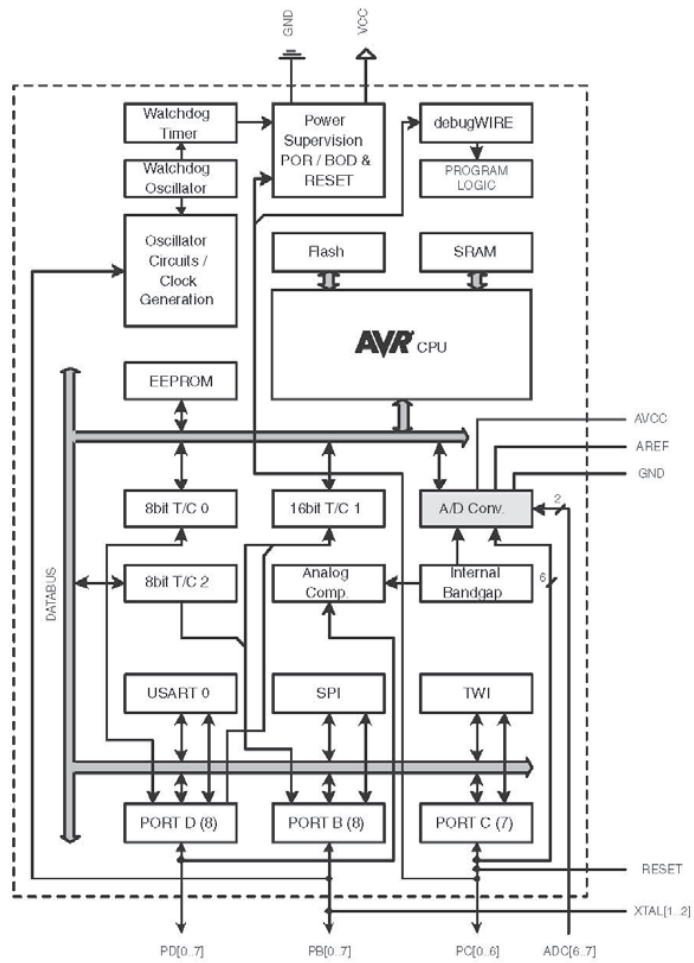 GND
VCC
Watchdog
Timer
Power
Supervision
POR / BOD &
RESET
debugWIRE
Watchdog
Oscillator
PROGRAM
LOGIC
Oscillator
Circuits /
Clock
Generation
Flash
SRAM
AVR CPU
EEPROM
AVCC
AREF
GND
8bit T/C 0
16bit T/C 1
A/D Conv.
2
DATABUS
8bit T/C 2
Analog
Comp.
Internal
Bandgap
6
USART 0
SPI
TWI
PORT D (8)
PORT B (8)
PORT C (7)
RESET
XTAL[1..2]
PD[0..7]
PB[0..7]
PC[0..6]
ADC[6..7]